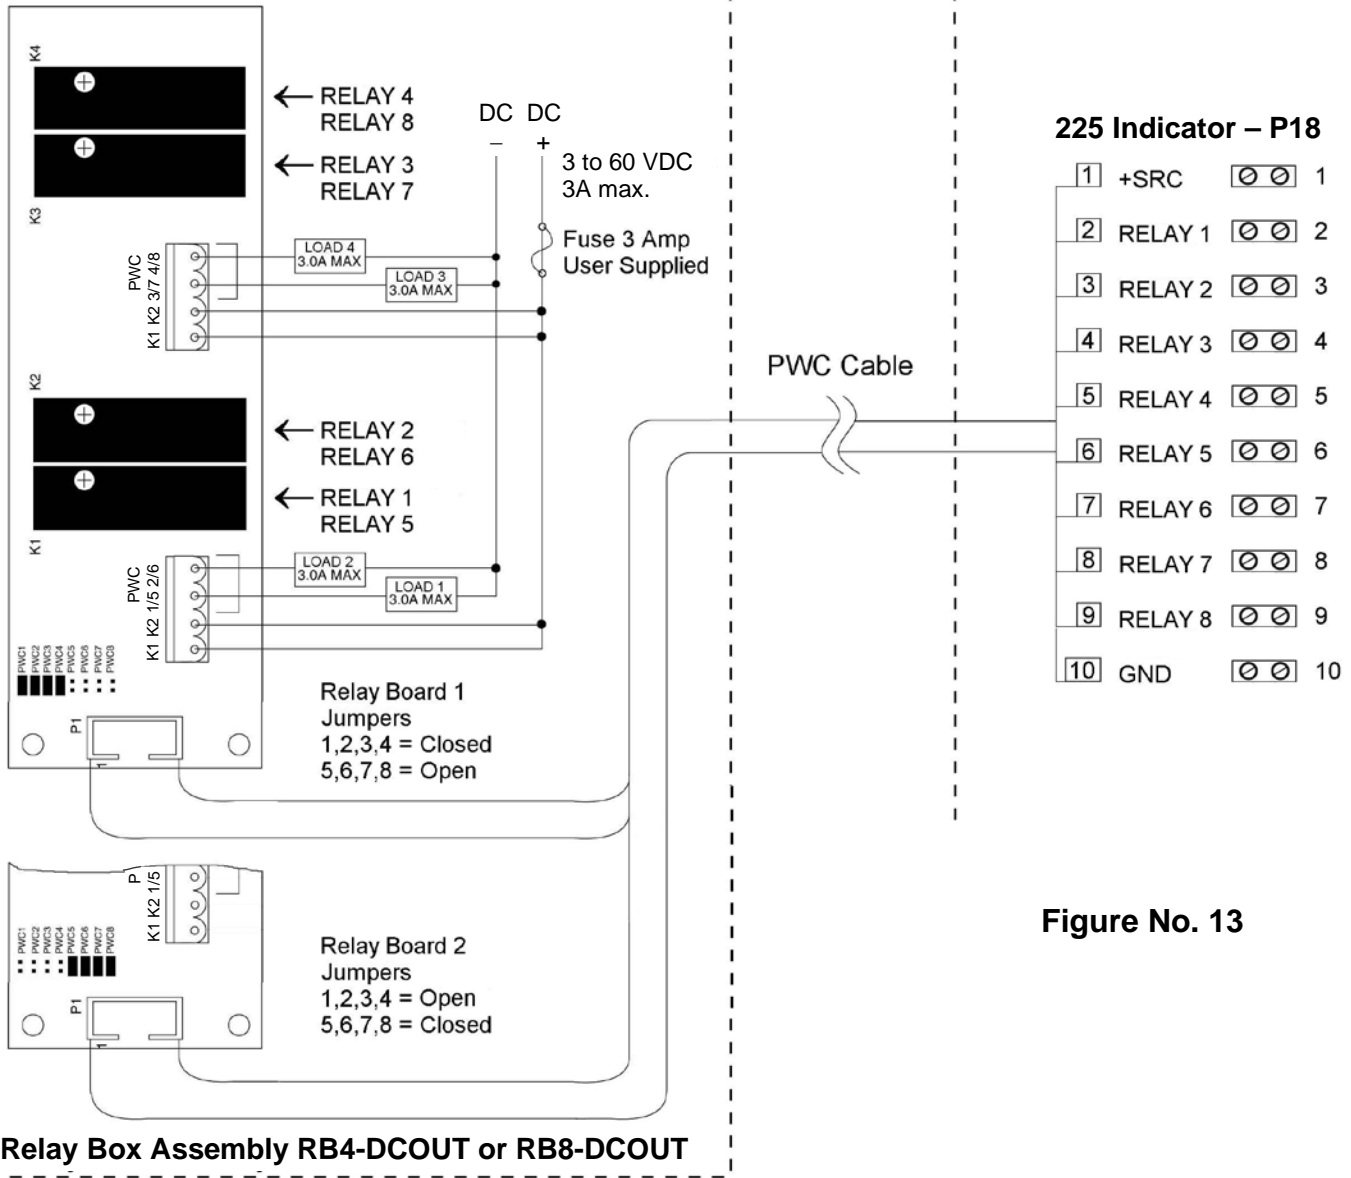 K4
RELAY 4
RELAY 8
RELAY 3
RELAY 7
K3
DC DC
– +
3 to 60 VDC
3A max.
Fuse 3 Amp
User Supplied
LOAD 4
3.0A MAX
LOAD 3
3.0A MAX
PWC
K1 K2 3/7 4/8
K2
RELAY 2
RELAY 6
RELAY 1
RELAY 5
K1
LOAD 2
3.0A MAX
LOAD 1
3.0A MAX
PWC
K1 K2 1/5 2/6
PWC1
PWC2
PWC3
PWC4
PWC5
PWC6
PWC7
PWC8
P1
1
Relay Board 1
Jumpers
1,2,3,4 = Closed
5,6,7,8 = Open
P
K1 K2 1/5
PWC1
PWC2
PWC3
PWC4
PWC5
PWC6
PWC7
PWC8
P1
1
Relay Board 2
Jumpers
1,2,3,4 = Open
5,6,7,8 = Closed
Relay Box Assembly RB4-DCOUT or RB8-DCOUT
PWC Cable
225 Indicator – P18
1 +SRC 1
2 RELAY 1 2
3 RELAY 2 3
4 RELAY 3 4
5 RELAY 4 5
6 RELAY 5 6
7 RELAY 6 7
8 RELAY 7 8
9 RELAY 8 9
10 GND 10
Figure No. 13